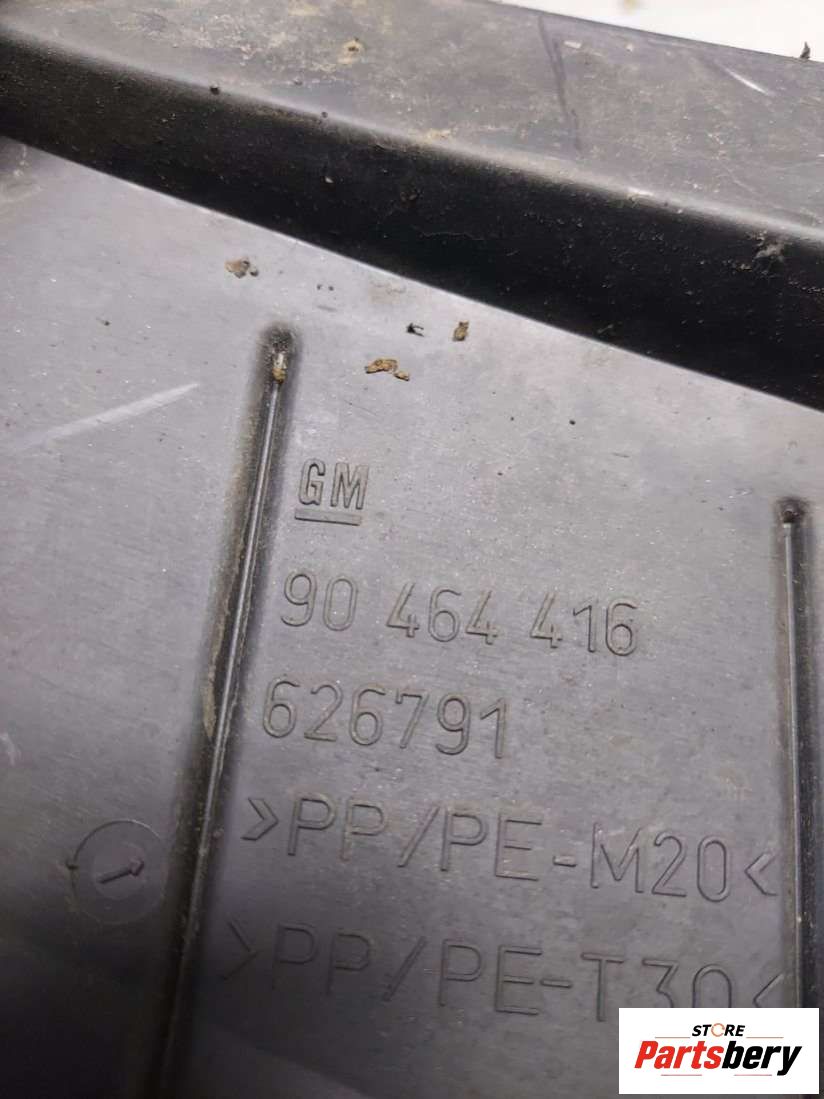 GM
90 464 416
626791
>PP/PE-M20<
>PP/PE-T30<
STORE
Partsbery